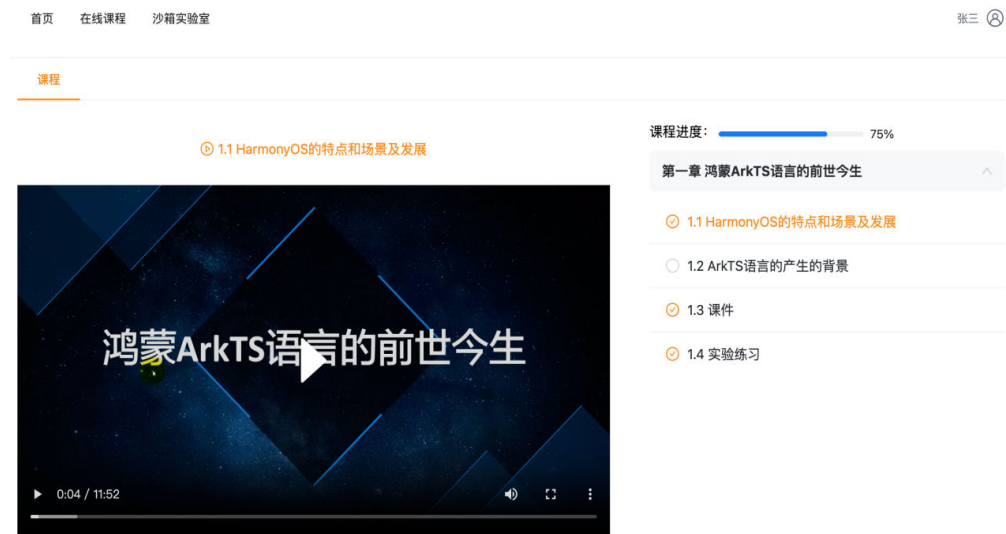 首页 在线课程 沙箱实验室 张三
课程
1.1 HarmonyOS的特点和场景及发展
鸿蒙ArkTS语言的前世今生
0:04 / 11:52
课程进度： 75%
第一章 鸿蒙ArkTS语言的前世今生
1.1 HarmonyOS的特点和场景及发展
1.2 ArkTS语言的产生的背景
1.3 课件
1.4 实验练习